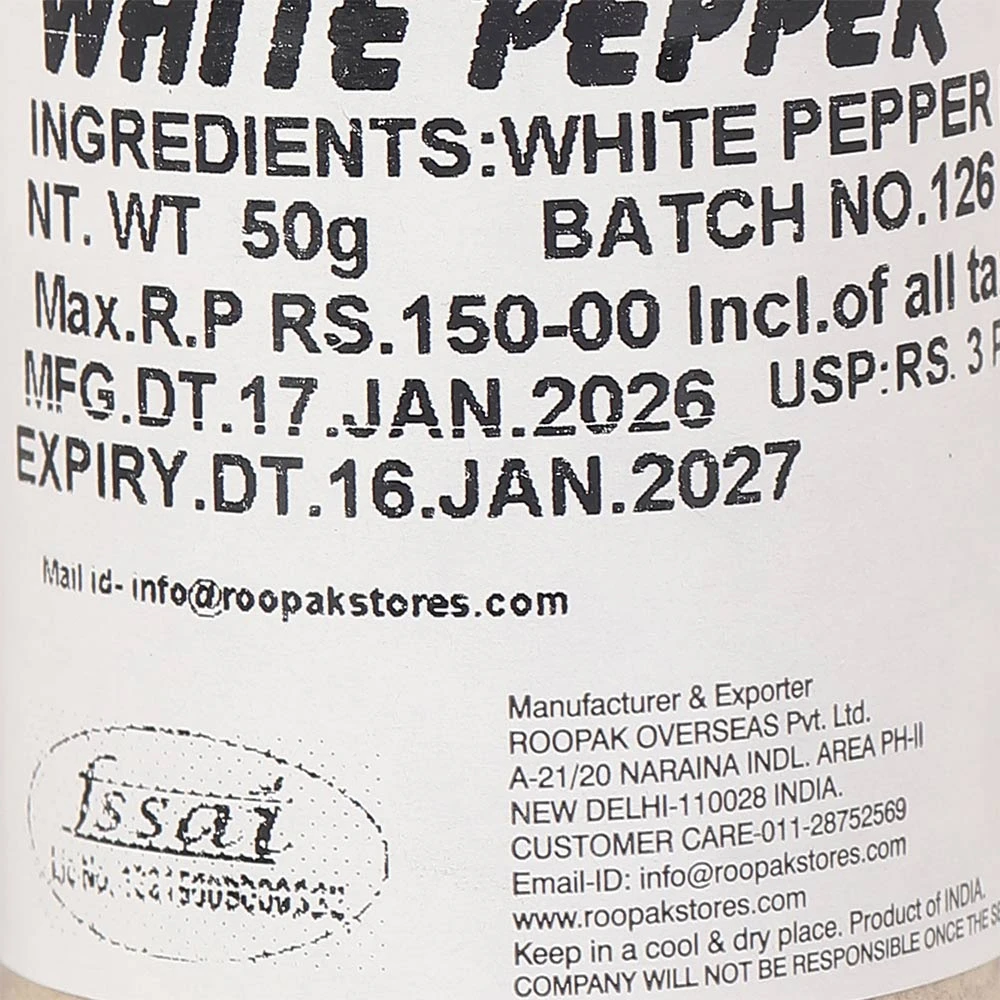 WHITE PEPPER
INGREDIENTS:WHITE PEPPER
NT. WT 50g BATCH NO.126
Max.R.P RS.150-00 Incl.of all ta
MFG.DT.17.JAN.2026 USP:RS. 3 P
EXPIRY.DT.16.JAN.2027
Mail id- info@roopakstores.com
fssai
Lic No.
Manufacturer & Exporter
ROOPAK OVERSEAS Pvt. Ltd.
A-21/20 NARAINA INDL. AREA PH-II
NEW DELHI-110028 INDIA.
CUSTOMER CARE-011-28752569
Email-ID: info@roopakstores.com
www.roopakstores.com
Keep in a cool & dry place. Product of INDIA.
COMPANY WILL NOT BE RESPONSIBLE ONCE THE